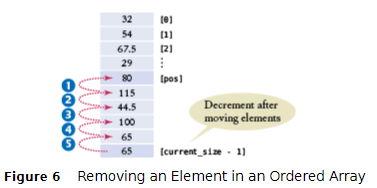 32 [0]
54 [1]
67.5 [2]
29 ⋮
80 [pos]
1
115
2
44.5
3
100
4
65
5
65 [current_size - 1]
Decrement after
moving elements
Figure 6 Removing an Element in an Ordered Array